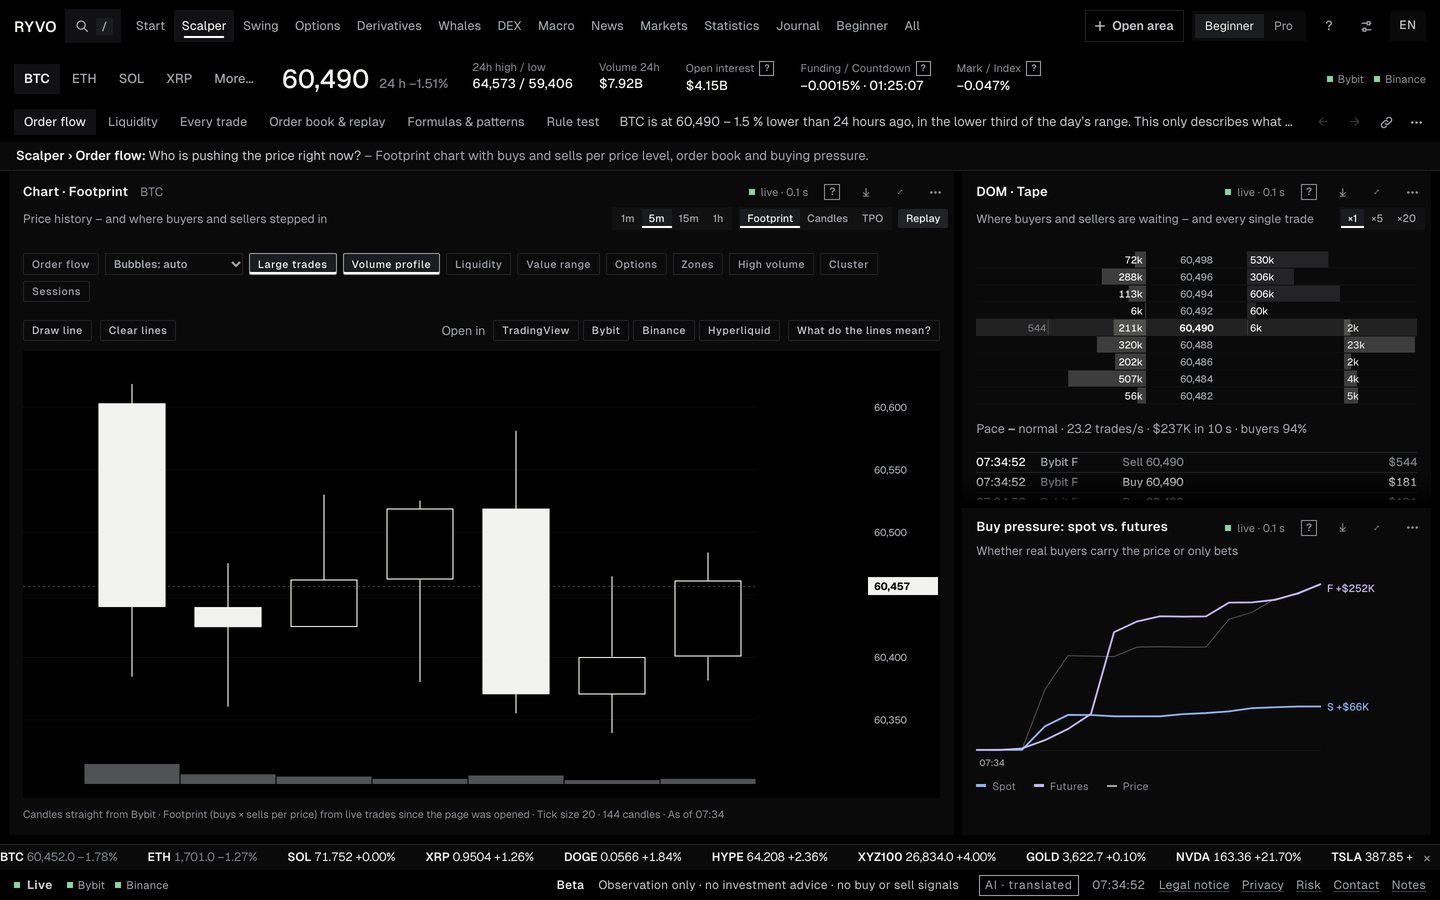 RYVO / Start Scalper Swing Options Derivatives Whales DEX Macro News Markets Statistics Journal Beginner All + Open area Beginner Pro ? EN
BTC ETH SOL XRP More… 60,490 24 h −1.51%
24h high / low Volume 24h Open interest ? Funding / Countdown ? Mark / Index ?
64,573 / 59,406 $7.92B $4.15B −0.0015% · 01:25:07 −0.047%
Bybit Binance
Order flow Liquidity Every trade Order book & replay Formulas & patterns Rule test BTC is at 60,490 – 1.5 % lower than 24 hours ago, in the lower third of the day's range. This only describes what …
Scalper › Order flow: Who is pushing the price right now? – Footprint chart with buys and sells per price level, order book and buying pressure.
Chart · Footprint BTC live · 0.1 s ?
Price history – and where buyers and sellers stepped in 1m 5m 15m 1h Footprint Candles TPO Replay
Order flow Bubbles: auto Large trades Volume profile Liquidity Value range Options Zones High volume Cluster
Sessions
Draw line Clear lines Open in TradingView Bybit Binance Hyperliquid What do the lines mean?
60,600
60,550
60,500
60,457
60,400
60,350
Candles straight from Bybit · Footprint (buys × sells per price) from live trades since the page was opened · Tick size 20 · 144 candles · As of 07:34
DOM · Tape live · 0.1 s ?
Where buyers and sellers are waiting – and every single trade ×1 ×5 ×20
72k 60,498 530k
288k 60,496 306k
113k 60,494 606k
6k 60,492 60k
544 211k 60,490 6k 2k
320k 60,488 23k
202k 60,486 2k
507k 60,484 4k
56k 60,482 5k
Pace – normal · 23.2 trades/s · $237K in 10 s · buyers 94%
07:34:52 Bybit F Sell 60,490 $544
07:34:52 Bybit F Buy 60,490 $181
Buy pressure: spot vs. futures live · 0.1 s ?
Whether real buyers carry the price or only bets
F +$252K
S +$66K
07:34
Spot Futures Price
BTC 60,452.0 −1.78% ETH 1,701.0 −1.27% SOL 71.752 +0.00% XRP 0.9504 +1.26% DOGE 0.0566 +1.84% HYPE 64.208 +2.36% XYZ100 26,834.0 +4.00% GOLD 3,622.7 +0.10% NVDA 163.36 +21.70% TSLA 387.85 + ×
Live Bybit Binance Beta Observation only · no investment advice · no buy or sell signals AI · translated 07:34:52 Legal notice Privacy Risk Contact Notes